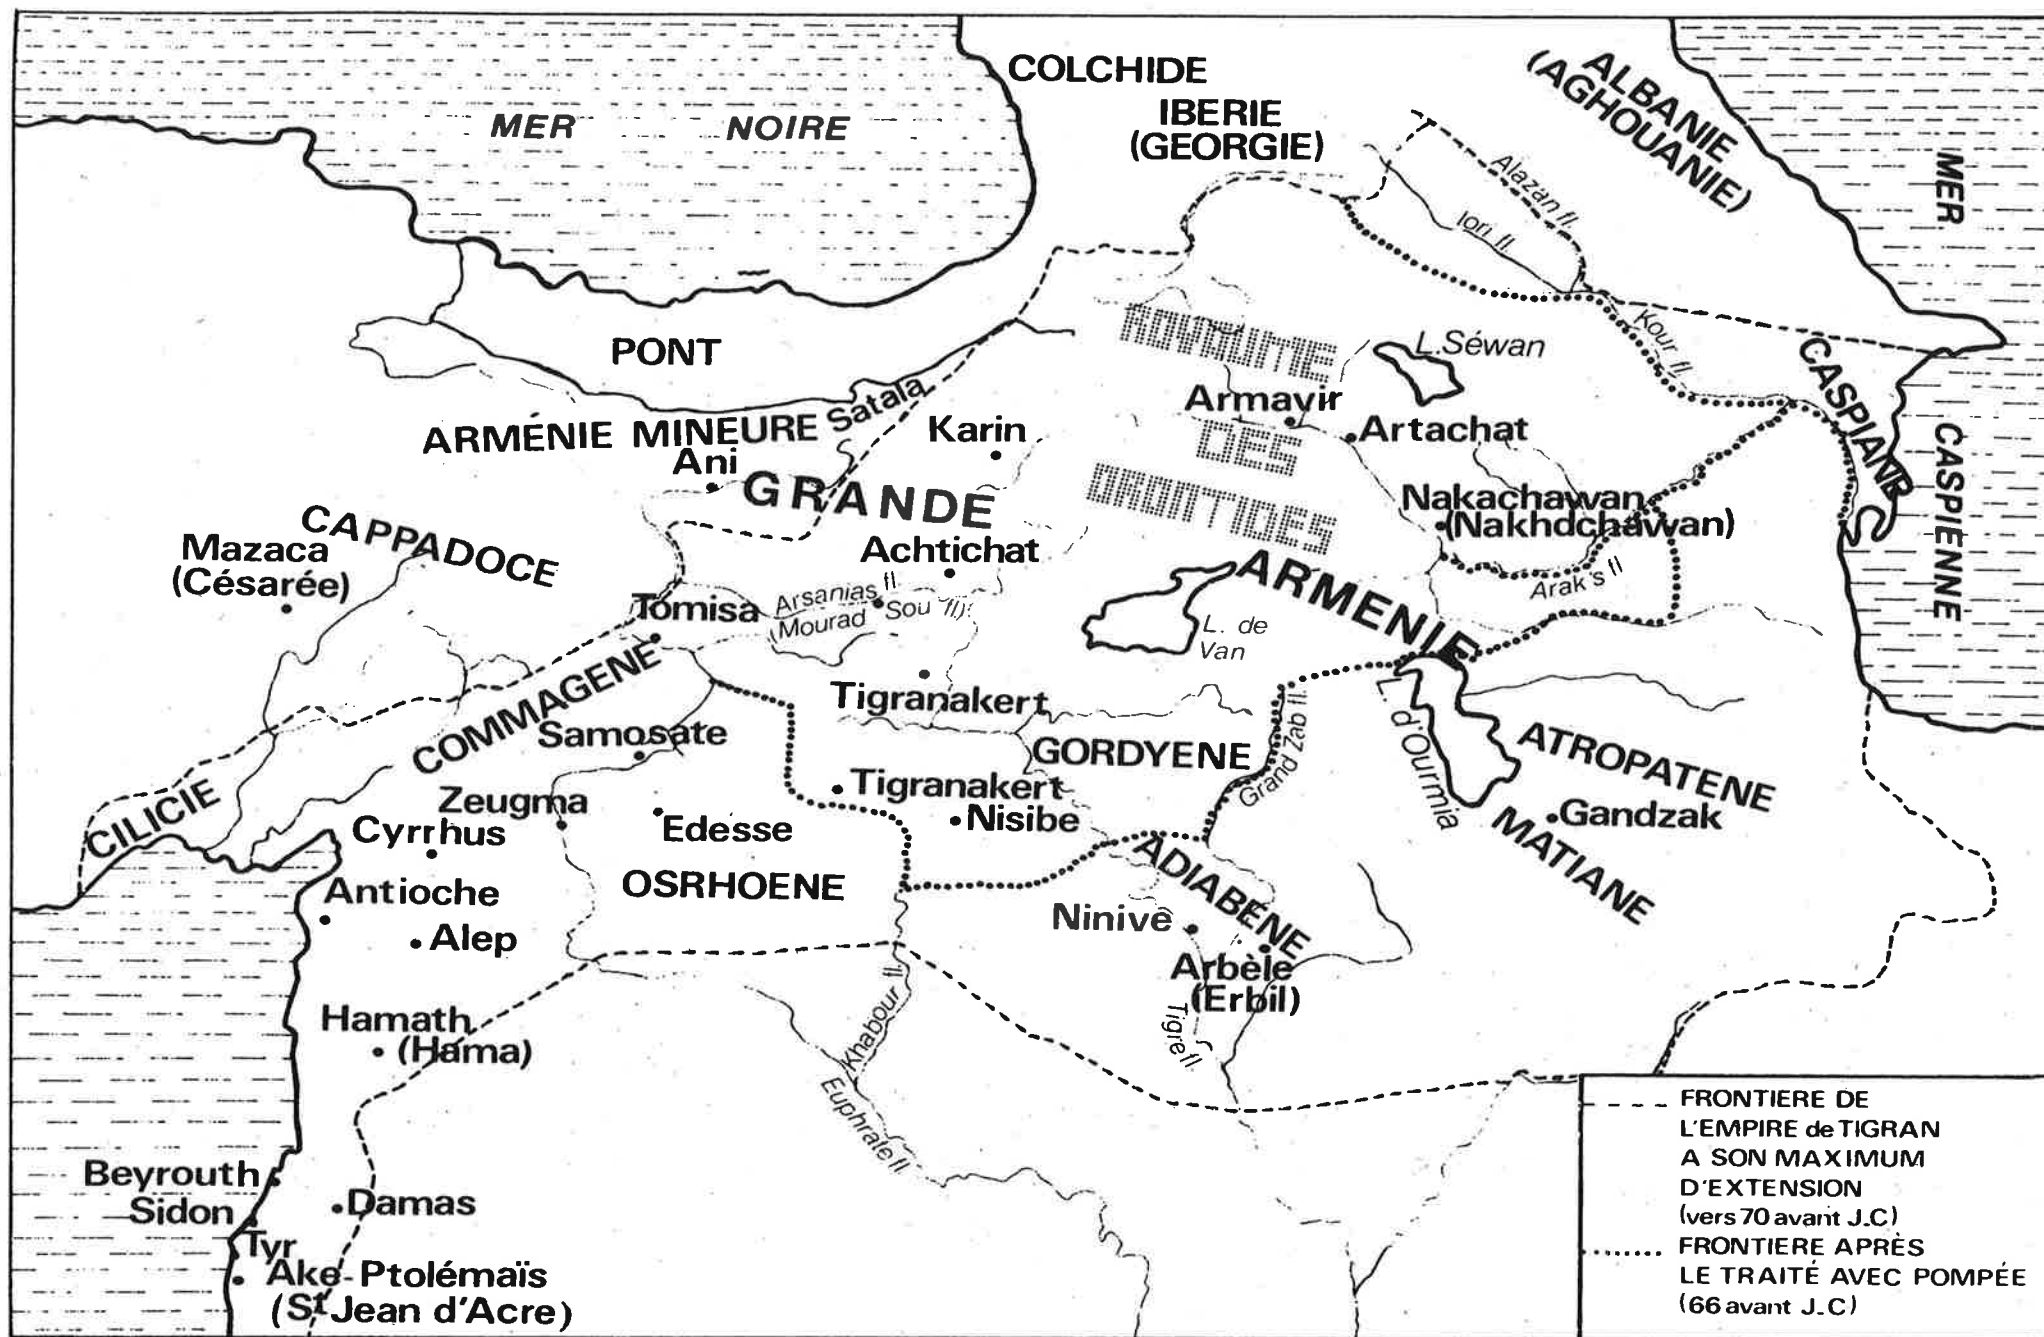 COLCHIDE
IBERIE
(GEORGIE)
ALBANIE
(AGHOUANIE)
MER NOIRE
MER
CASPIENNE
Alazan fl.
Iori fl.
Kour fl.
PONT
ROYAUME
DES
ORONTIDES
L.Séwan
CASPIANE
Armavir
Artachat
Satala
Karin
ARMÉNIE MINEURE
Ani
GRANDE
ARMENIE
Nakachawan
(Nakhdchawan)
Arak's fl
CAPPADOCE
Mazaca
(Césarée)
Achtichat
Tomisa
Arsanias fl.
(Mourad Sou fl)
L. de
Van
COMMAGENE
Tigranakert
Samosate
GORDYENE
Grand Zab fl.
L. d'Ourmia
ATROPATENE
MATIANE
Gandzak
CILICIE
Zeugma
Cyrrhus
Edesse
Tigranakert
Nisibe
OSRHOENE
ADIABÈNE
Antioche
Alep
Ninive
Arbèle
(Erbil)
Hamath
(Hama)
Khabour fl.
Euphrate fl.
Tigre fl.
Beyrouth
Sidon
Damas
Tyr
Ake-Ptolémaïs
(St Jean d'Acre)
FRONTIERE DE
L'EMPIRE de TIGRAN
A SON MAXIMUM
D'EXTENSION
(vers 70 avant J.C)
FRONTIERE APRÈS
LE TRAITÉ AVEC POMPÉE
(66 avant J.C)